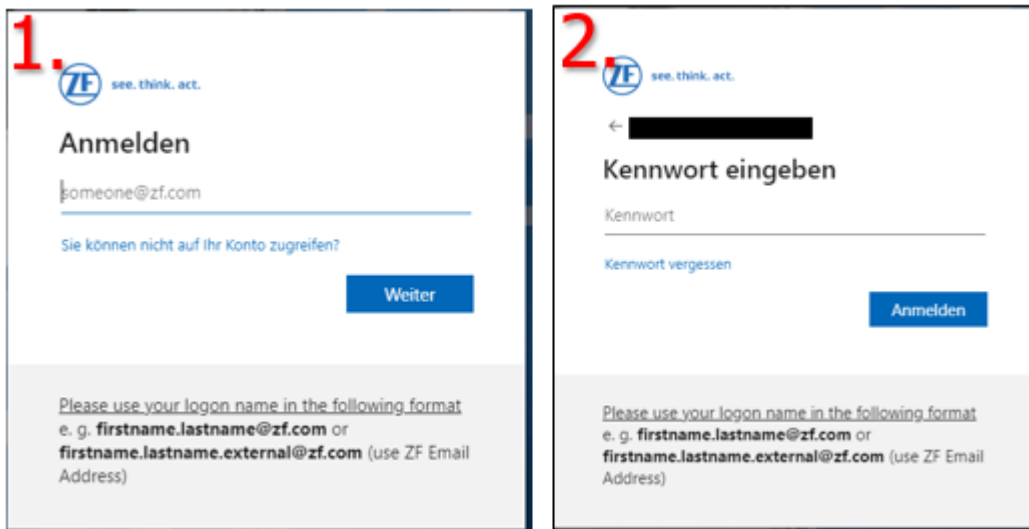 1.
ZF see. think. act.
Anmelden
someone@zf.com
Sie können nicht auf Ihr Konto zugreifen?
Weiter
Please use your logon name in the following format
e. g. firstname.lastname@zf.com or
firstname.lastname.external@zf.com (use ZF Email
Address)
2.
ZF see. think. act.
Kennwort eingeben
Kennwort
Kennwort vergessen
Anmelden
Please use your logon name in the following format
e. g. firstname.lastname@zf.com or
firstname.lastname.external@zf.com (use ZF Email
Address)